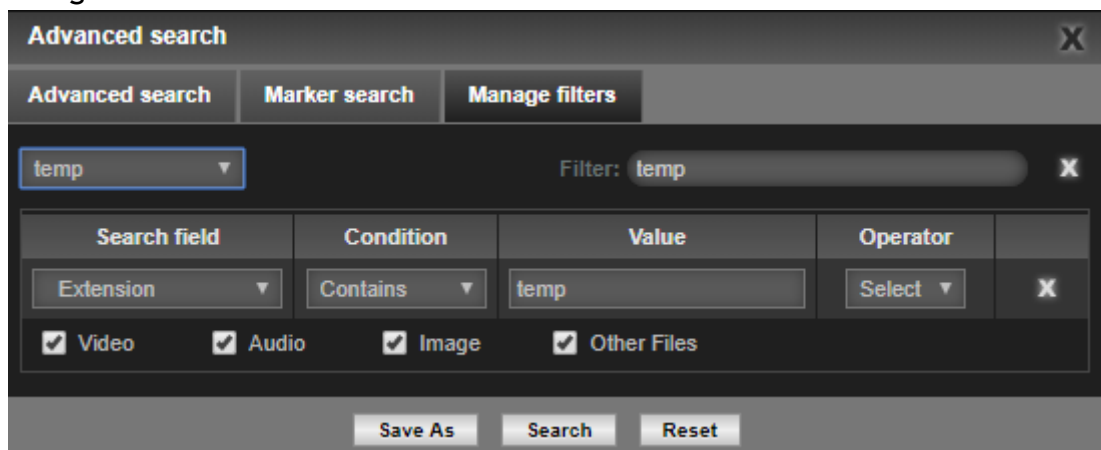 Advanced search X
Advanced search Marker search Manage filters
temp Filter: temp X
Search field Condition Value Operator
Extension Contains temp Select X
Video Audio Image Other Files
Save As Search Reset